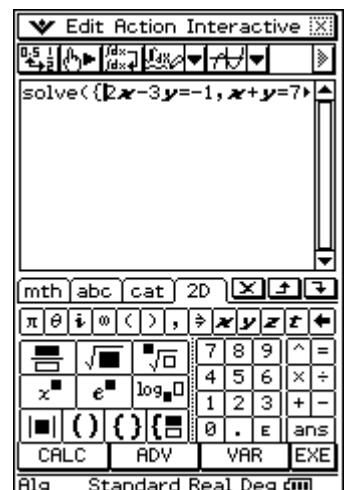 Edit Action Interactive
solve({2x-3y=-1,x+y=7
mth abc cat 2D
π θ i ∞ ( ) , ⇒ x y z t
7 8 9 ^ =
4 5 6 × ÷
1 2 3 + −
0 . E ans
x■ e■ log■□
|■| () {} {
CALC ADV VAR EXE
Alg Standard Real Deg